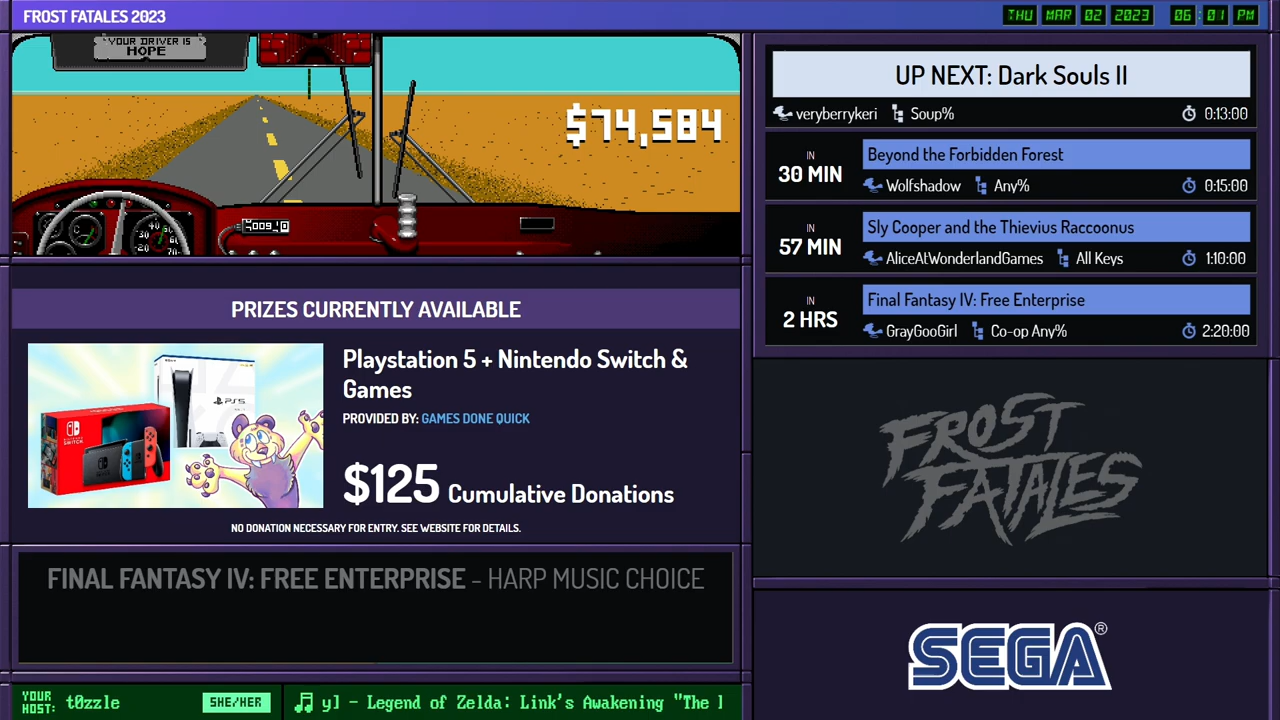 FROST FATALES 2023
THU MAR 02 2023 06:01 PM
YOUR DRIVER IS
HOPE
$74,584
UP NEXT: Dark Souls II
veryberrykeri Soup% 0:13:00
IN
30 MIN
Beyond the Forbidden Forest
Wolfshadow Any% 0:15:00
IN
57 MIN
Sly Cooper and the Thievius Raccoonus
AliceAtWonderlandGames All Keys 1:10:00
IN
2 HRS
Final Fantasy IV: Free Enterprise
GrayGooGirl Co-op Any% 2:20:00
PRIZES CURRENTLY AVAILABLE
Playstation 5 + Nintendo Switch &
Games
PROVIDED BY: GAMES DONE QUICK
$125 Cumulative Donations
NO DONATION NECESSARY FOR ENTRY. SEE WEBSITE FOR DETAILS.
PS5
NINTENDO
SWITCH
FINAL FANTASY IV: FREE ENTERPRISE - HARP MUSIC CHOICE
FROST
FATALES
SEGA®
YOUR
HOST: t0zzle SHE/HER
y] - Legend of Zelda: Link's Awakening "The